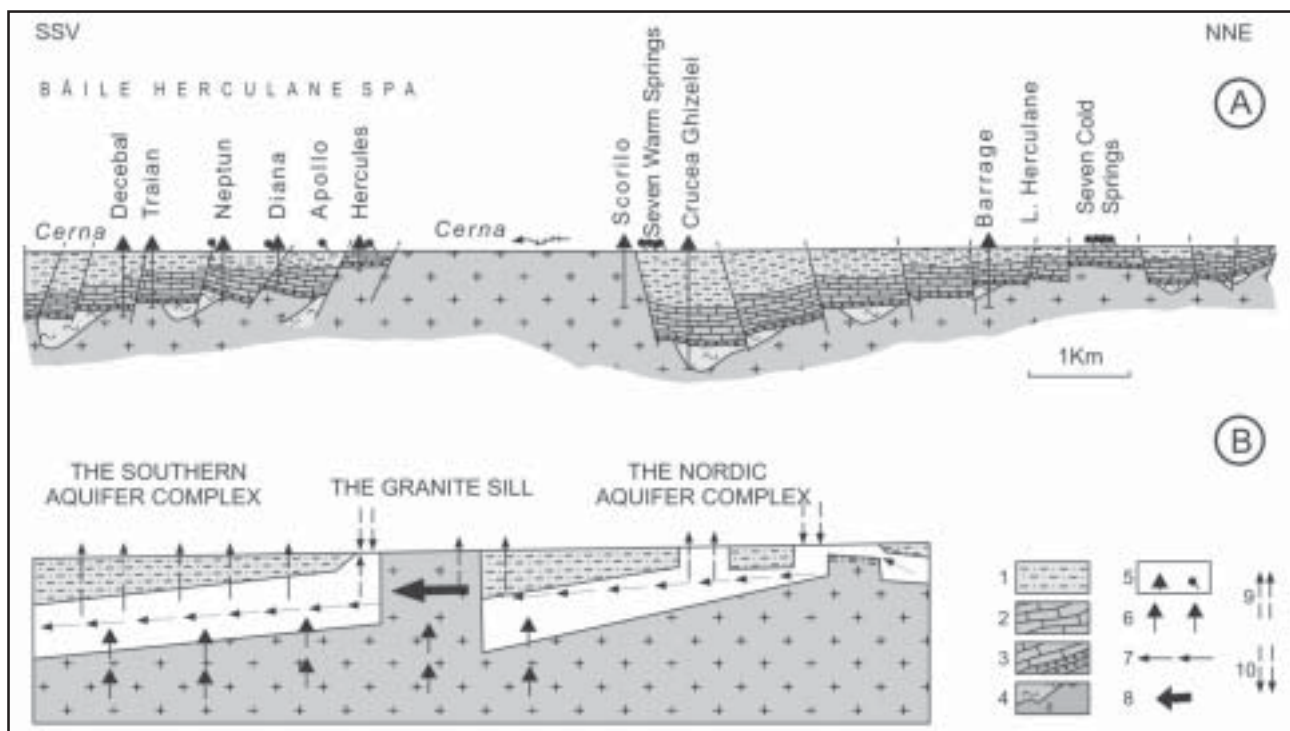 SSV
NNE
BĂILE HERCULANE SPA
A
Decebal
Traian
Neptun
Diana
Apollo
Hercules
Scorilo
Seven Warm Springs
Crucea Ghizelei
Barrage
L. Herculane
Seven Cold
Springs
Cerna
Cerna
1Km
B
THE SOUTHERN
AQUIFER COMPLEX
THE GRANITE SILL
THE NORDIC
AQUIFER COMPLEX
1
2
3
4
5
6
7
8
9
10